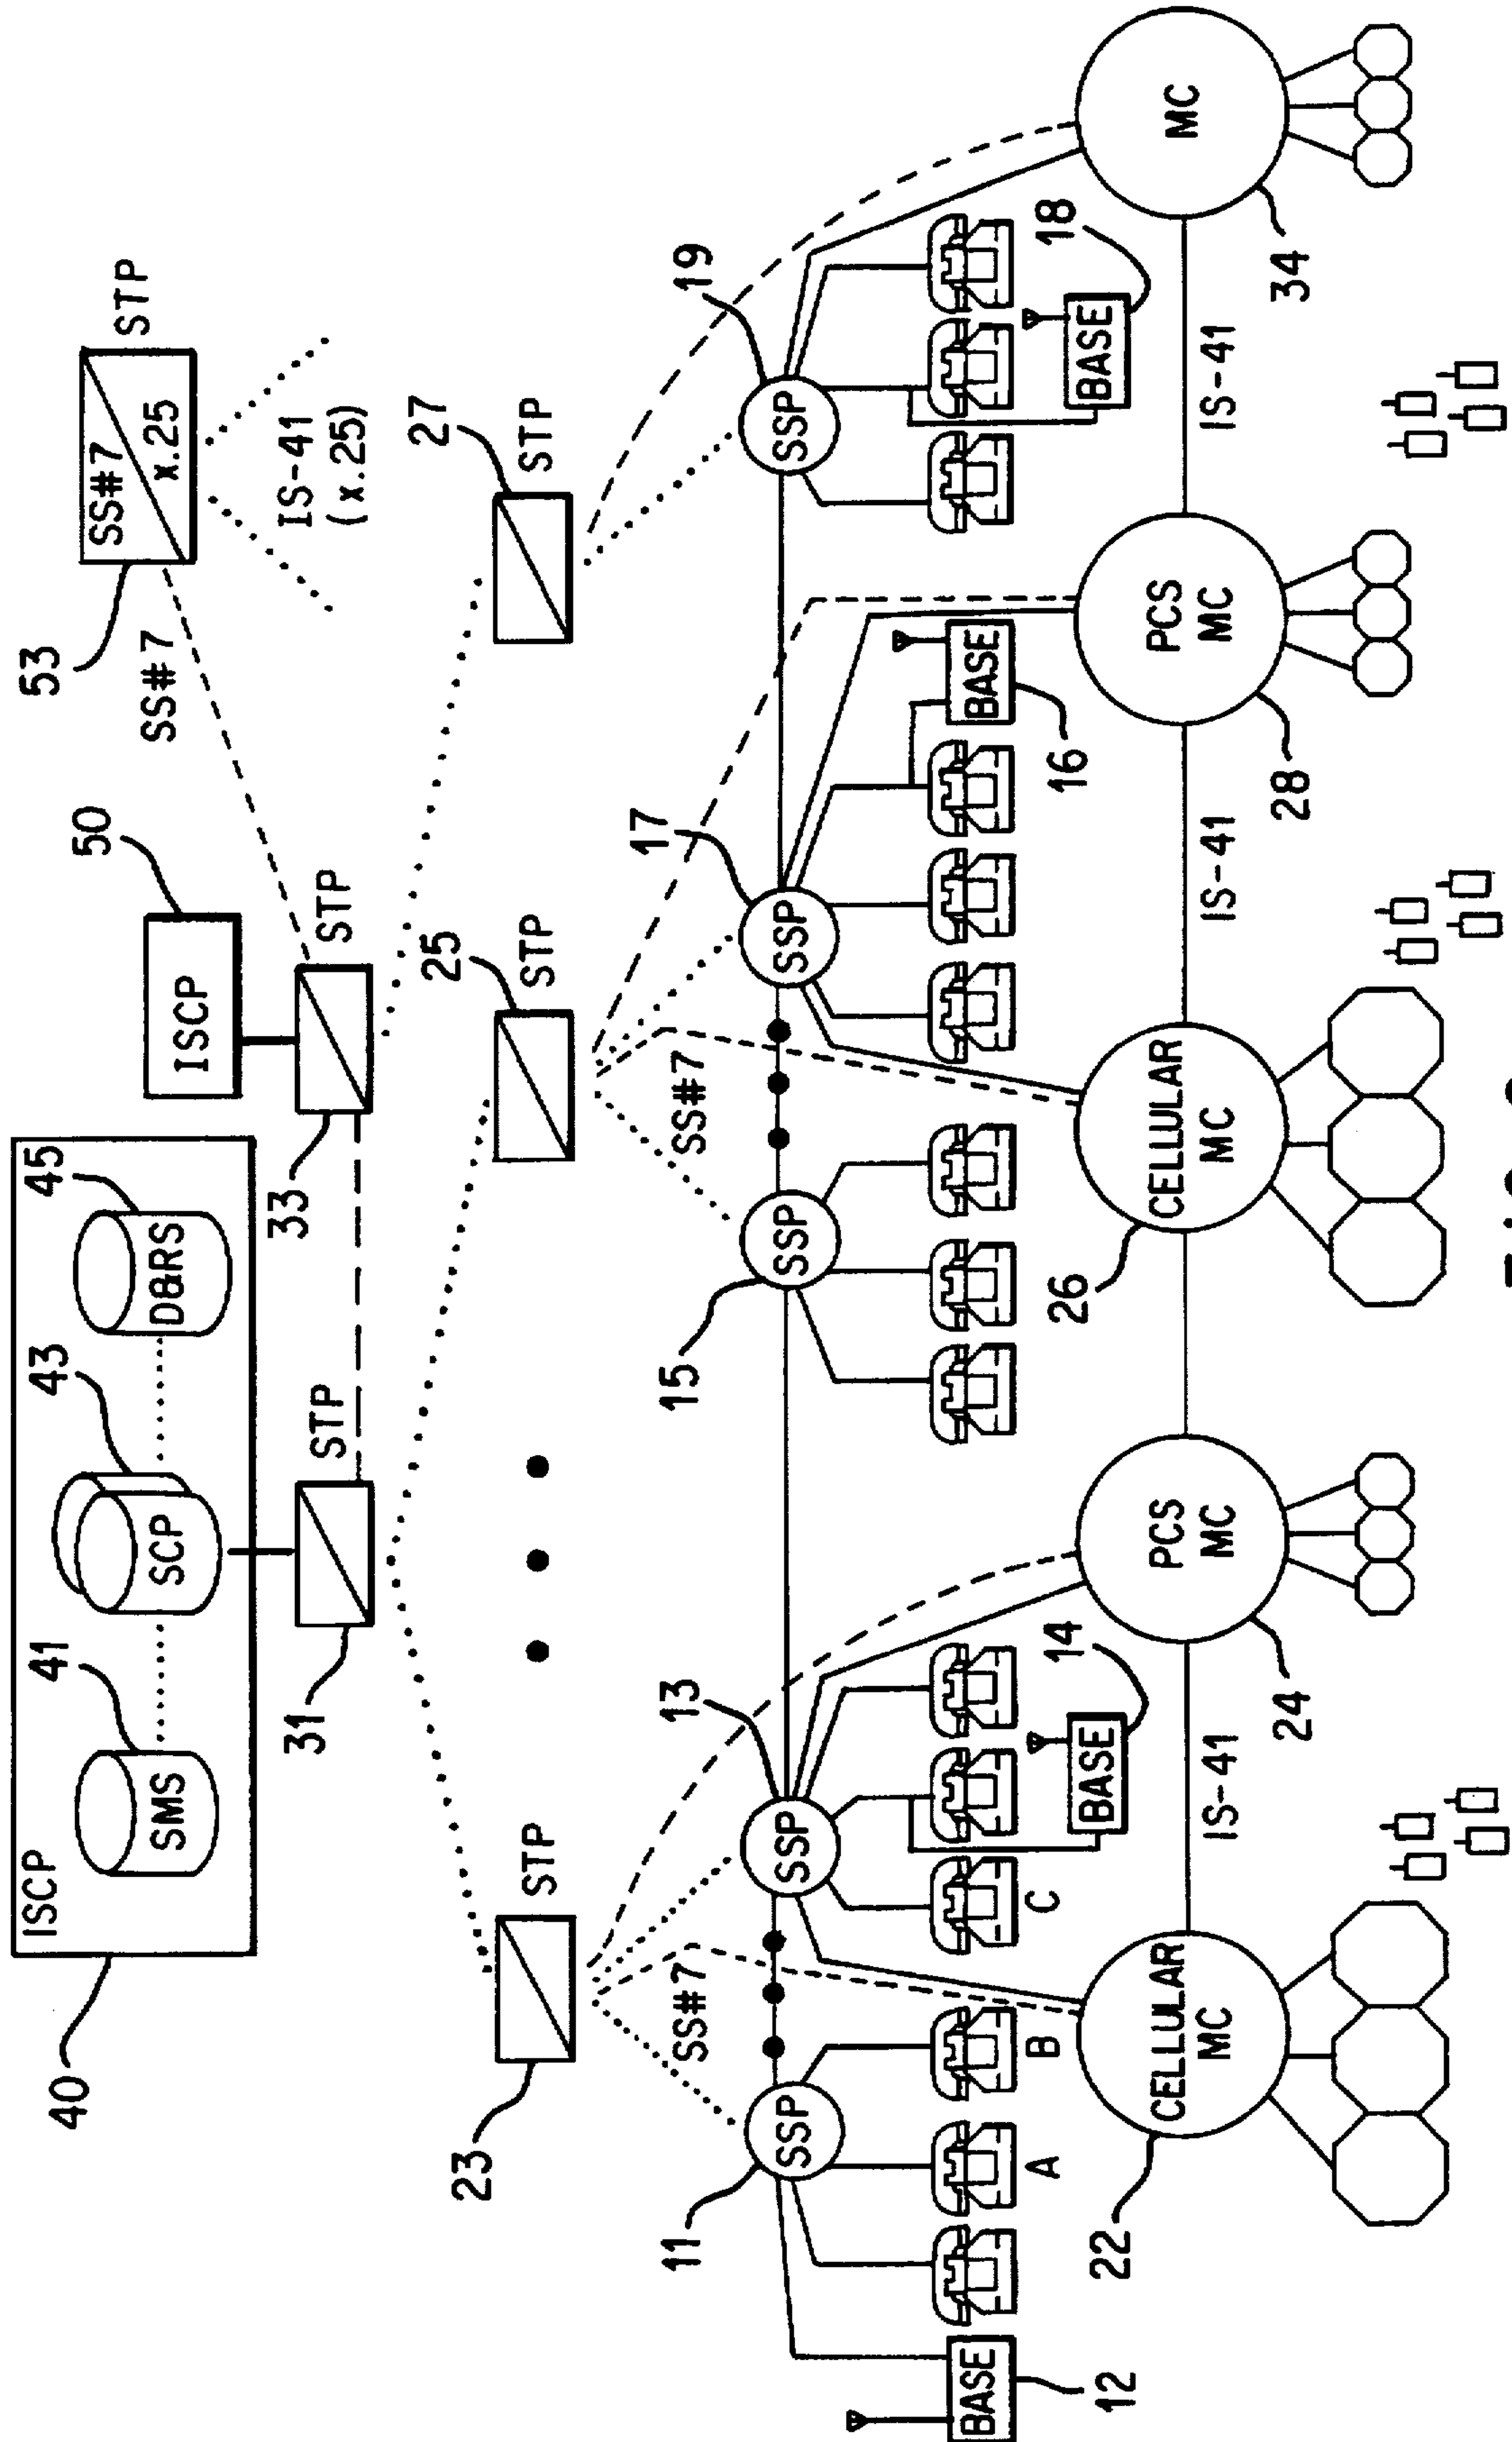 ISCP
40
SMS
41
SCP
43
D&RS
45
ISCP
50
SS#7
x.25
STP
53
SS#7
IS-41
(x.25)
31
STP
33
STP
23
STP
25
STP
27
STP
SS#7
SS#7
11
SSP
13
SSP
15
SSP
17
SSP
19
SSP
BASE
12
A
B
C
BASE
14
BASE
16
BASE
18
CELLULAR
MC
22
IS-41
PCS
MC
24
CELLULAR
MC
26
IS-41
PCS
MC
28
IS-41
MC
34